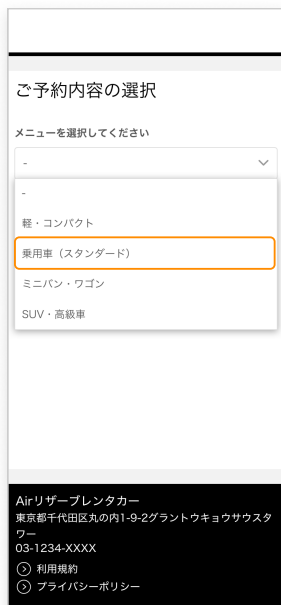 ご予約内容の選択
メニューを選択してください
-
-
軽・コンパクト
乗用車（スタンダード）
ミニバン・ワゴン
SUV・高級車
Airリザーブレンタカー
東京都千代田区丸の内1-9-2グラントウキョウサウスタ
ワー
03-1234-XXXX
利用規約
プライバシーポリシー